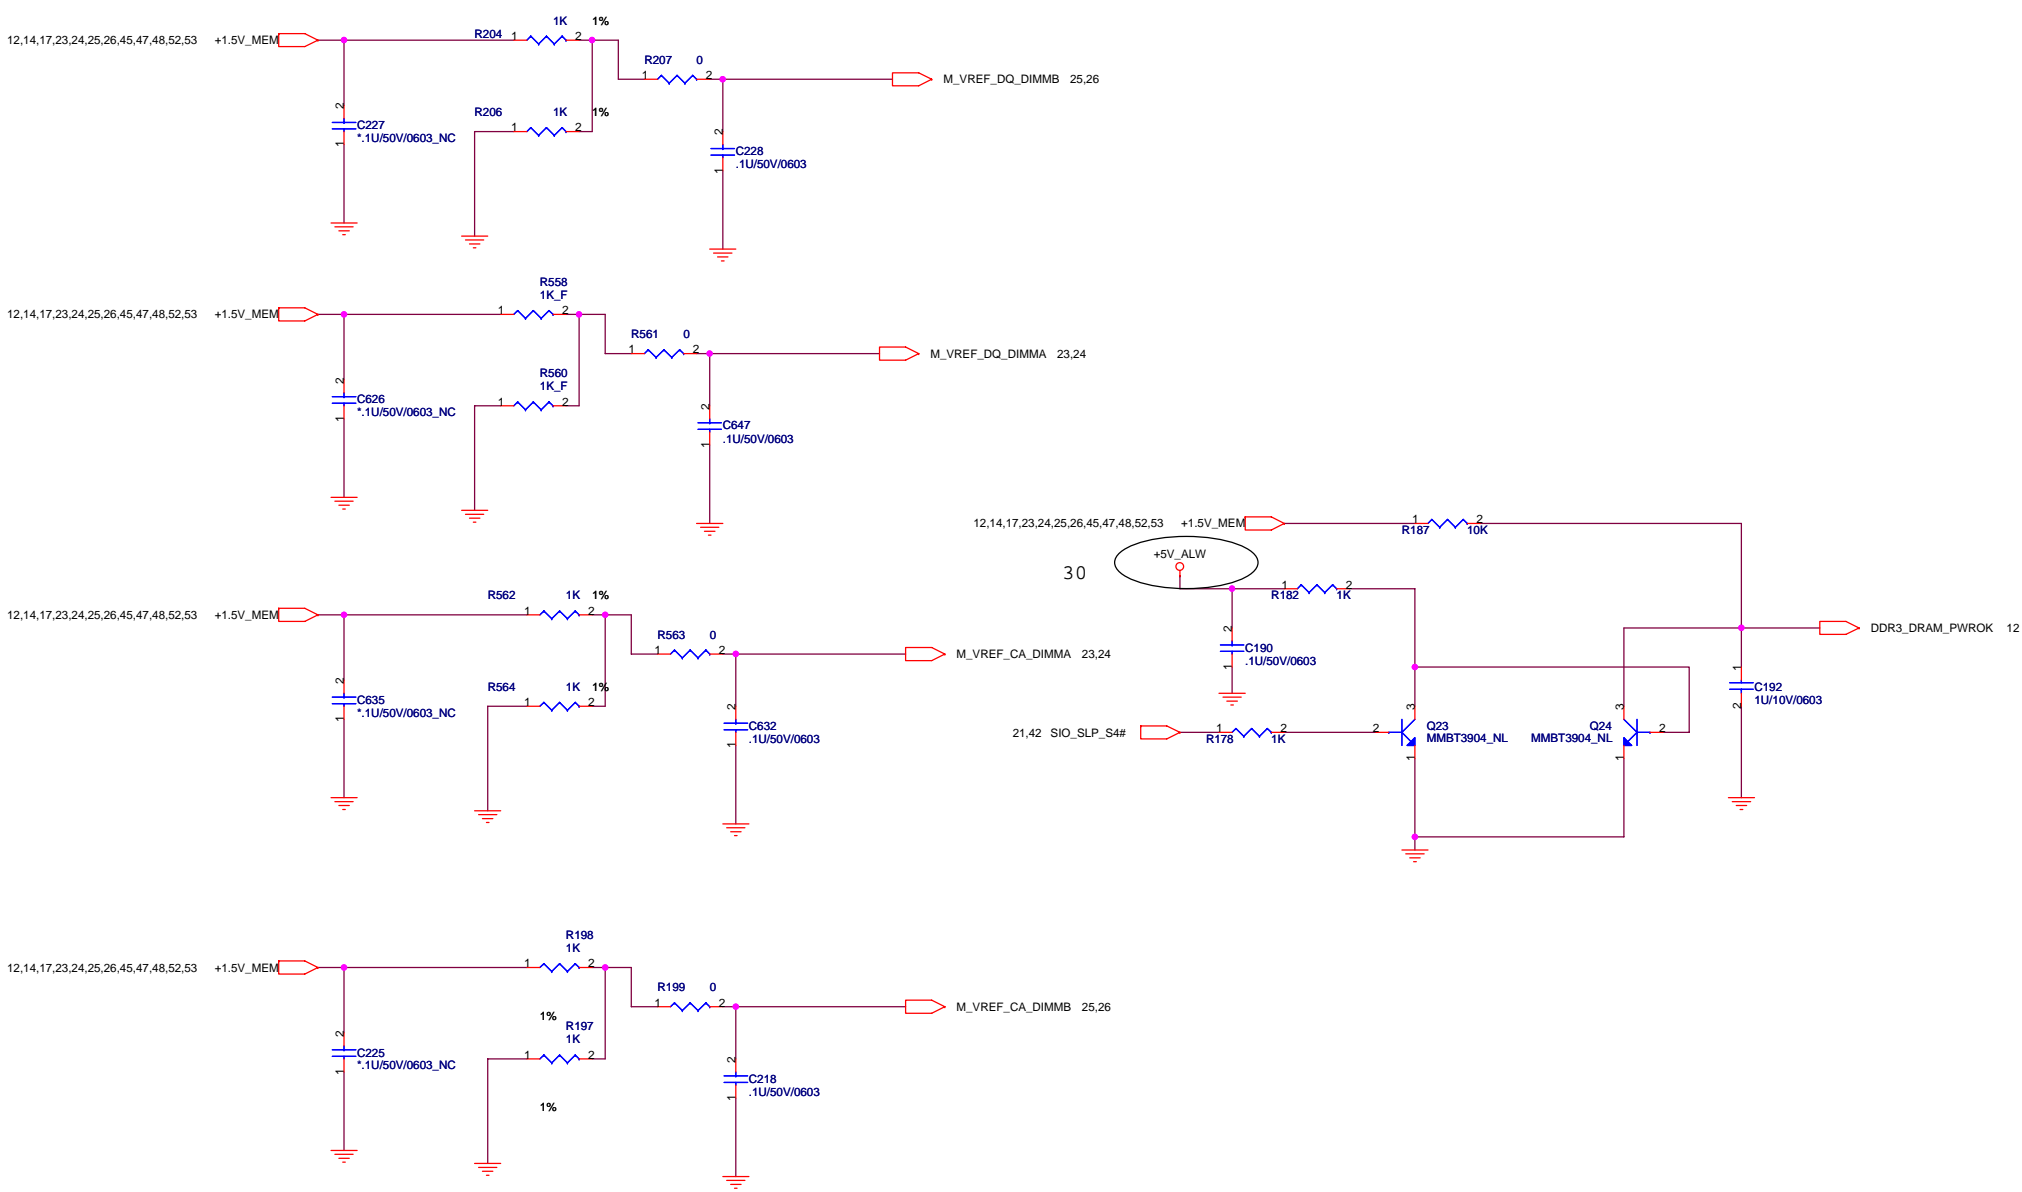 12,14,17,23,24,25,26,45,47,48,52,53 +1.5V_MEM
R204 1 1K 2 1%
R207 0
1 2
M_VREF_DQ_DIMMB 25,26
R206 1K 1%
1 2
2
C227
*.1U/50V/0603_NC
1
2
C228
.1U/50V/0603
1
R558
1K_F
12,14,17,23,24,25,26,45,47,48,52,53 +1.5V_MEM
1 2
R561 0
1 2
M_VREF_DQ_DIMMA 23,24
R560
1K_F
1 2
2
C626
*.1U/50V/0603_NC
1
2
C647
.1U/50V/0603
1
R562 1K 1%
12,14,17,23,24,25,26,45,47,48,52,53 +1.5V_MEM
1 2
R563 0
1 2
M_VREF_CA_DIMMA 23,24
R564 1K 1%
1 2
2
C635
*.1U/50V/0603_NC
1
2
C632
.1U/50V/0603
1
R198
1K
12,14,17,23,24,25,26,45,47,48,52,53 +1.5V_MEM
1 2
R199 0
1 2
M_VREF_CA_DIMMB 25,26
1%
R197
1K
1 2
2
C225
*.1U/50V/0603_NC
1
2
C218
.1U/50V/0603
1
1%
12,14,17,23,24,25,26,45,47,48,52,53 +1.5V_MEM
1 2
R187 10K
+5V_ALW
30
1 2
R182 1K
2
C190
.1U/50V/0603
1
DDR3_DRAM_PWROK 12
1
C192
1U/10V/0603
2
21,42 SIO_SLP_S4#
1 2
R178 1K
2
3
Q23
MMBT3904_NL
1
3
Q24
MMBT3904_NL
2
1